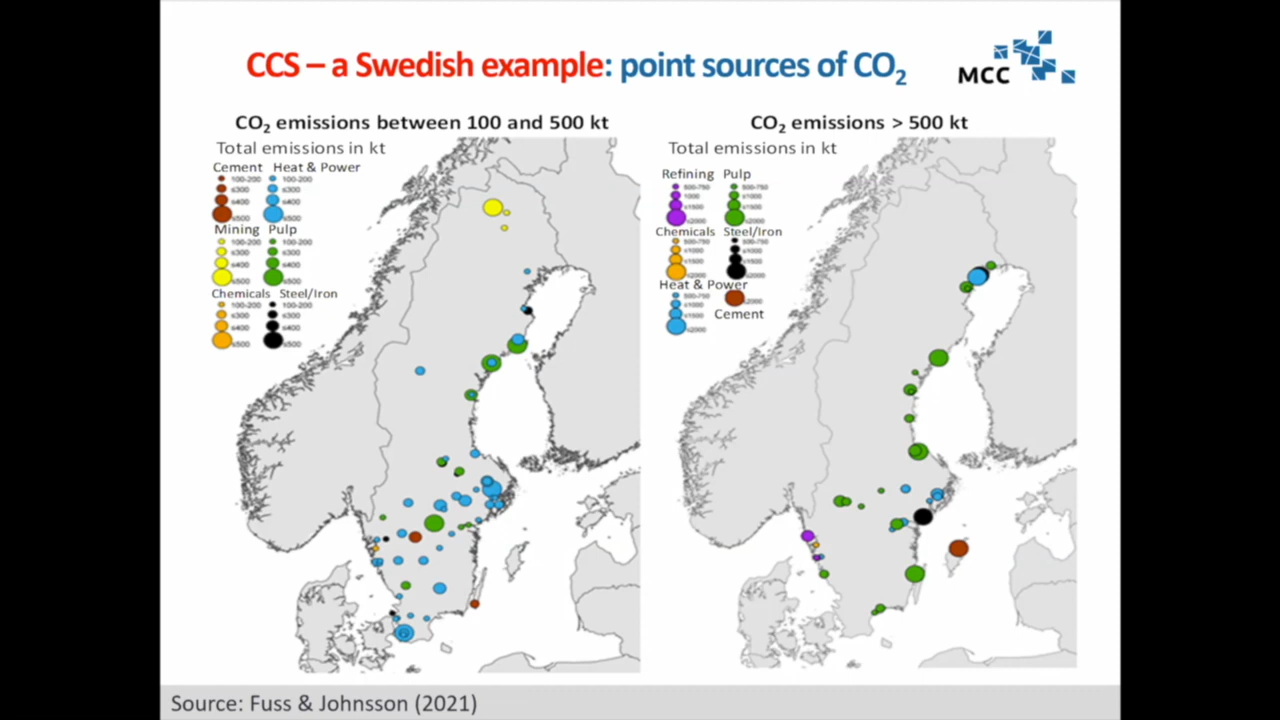 CCS – a Swedish example: point sources of CO₂
MCC
CO₂ emissions between 100 and 500 kt
Total emissions in kt
Cement Heat & Power
100-200 100-200
≤300 ≤300
≤400 ≤400
≤500 ≤500
Mining Pulp
100-200 100-200
≤300 ≤300
≤400 ≤400
≤500 ≤500
Chemicals Steel/Iron
100-200 100-200
≤300 ≤300
≤400 ≤400
≤500 ≤500
CO₂ emissions > 500 kt
Total emissions in kt
Refining Pulp
500-750 500-750
1000 ≤1000
≤1500 ≤1500
≤2000 ≤2000
Chemicals Steel/Iron
500-750 500-750
≤1000 ≤1000
≤1500 ≤1500
≤2000 ≤2000
Heat & Power
500-750
≤1000 ≤2000
≤1500 Cement
≤2000
Source: Fuss & Johnsson (2021)